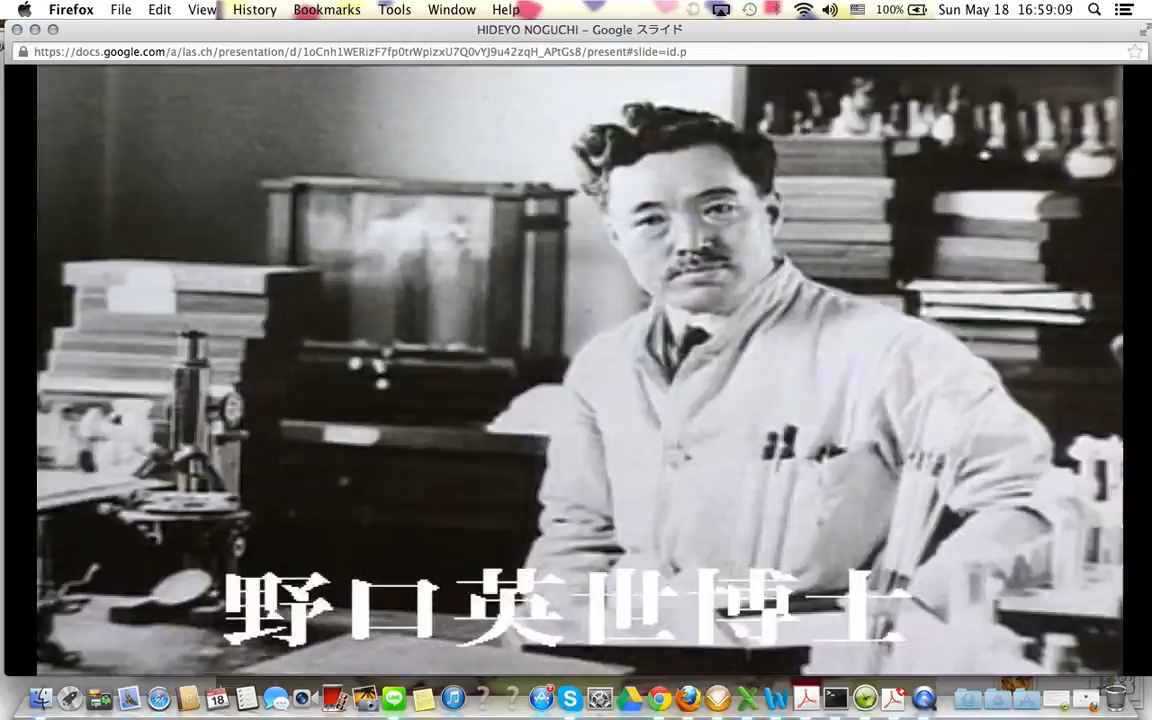 Firefox File Edit View History Bookmarks Tools Window Help 100% Sun May 18 16:59:09
HIDEYO NOGUCHI – Google スライド
https://docs.google.com/a/las.ch/presentation/d/1oCnh1WERizF7fp0trWpizxU7Q0vYJ9u42zqH_APtGs8/present#slide=id.p
野口英世博士
18
LINE